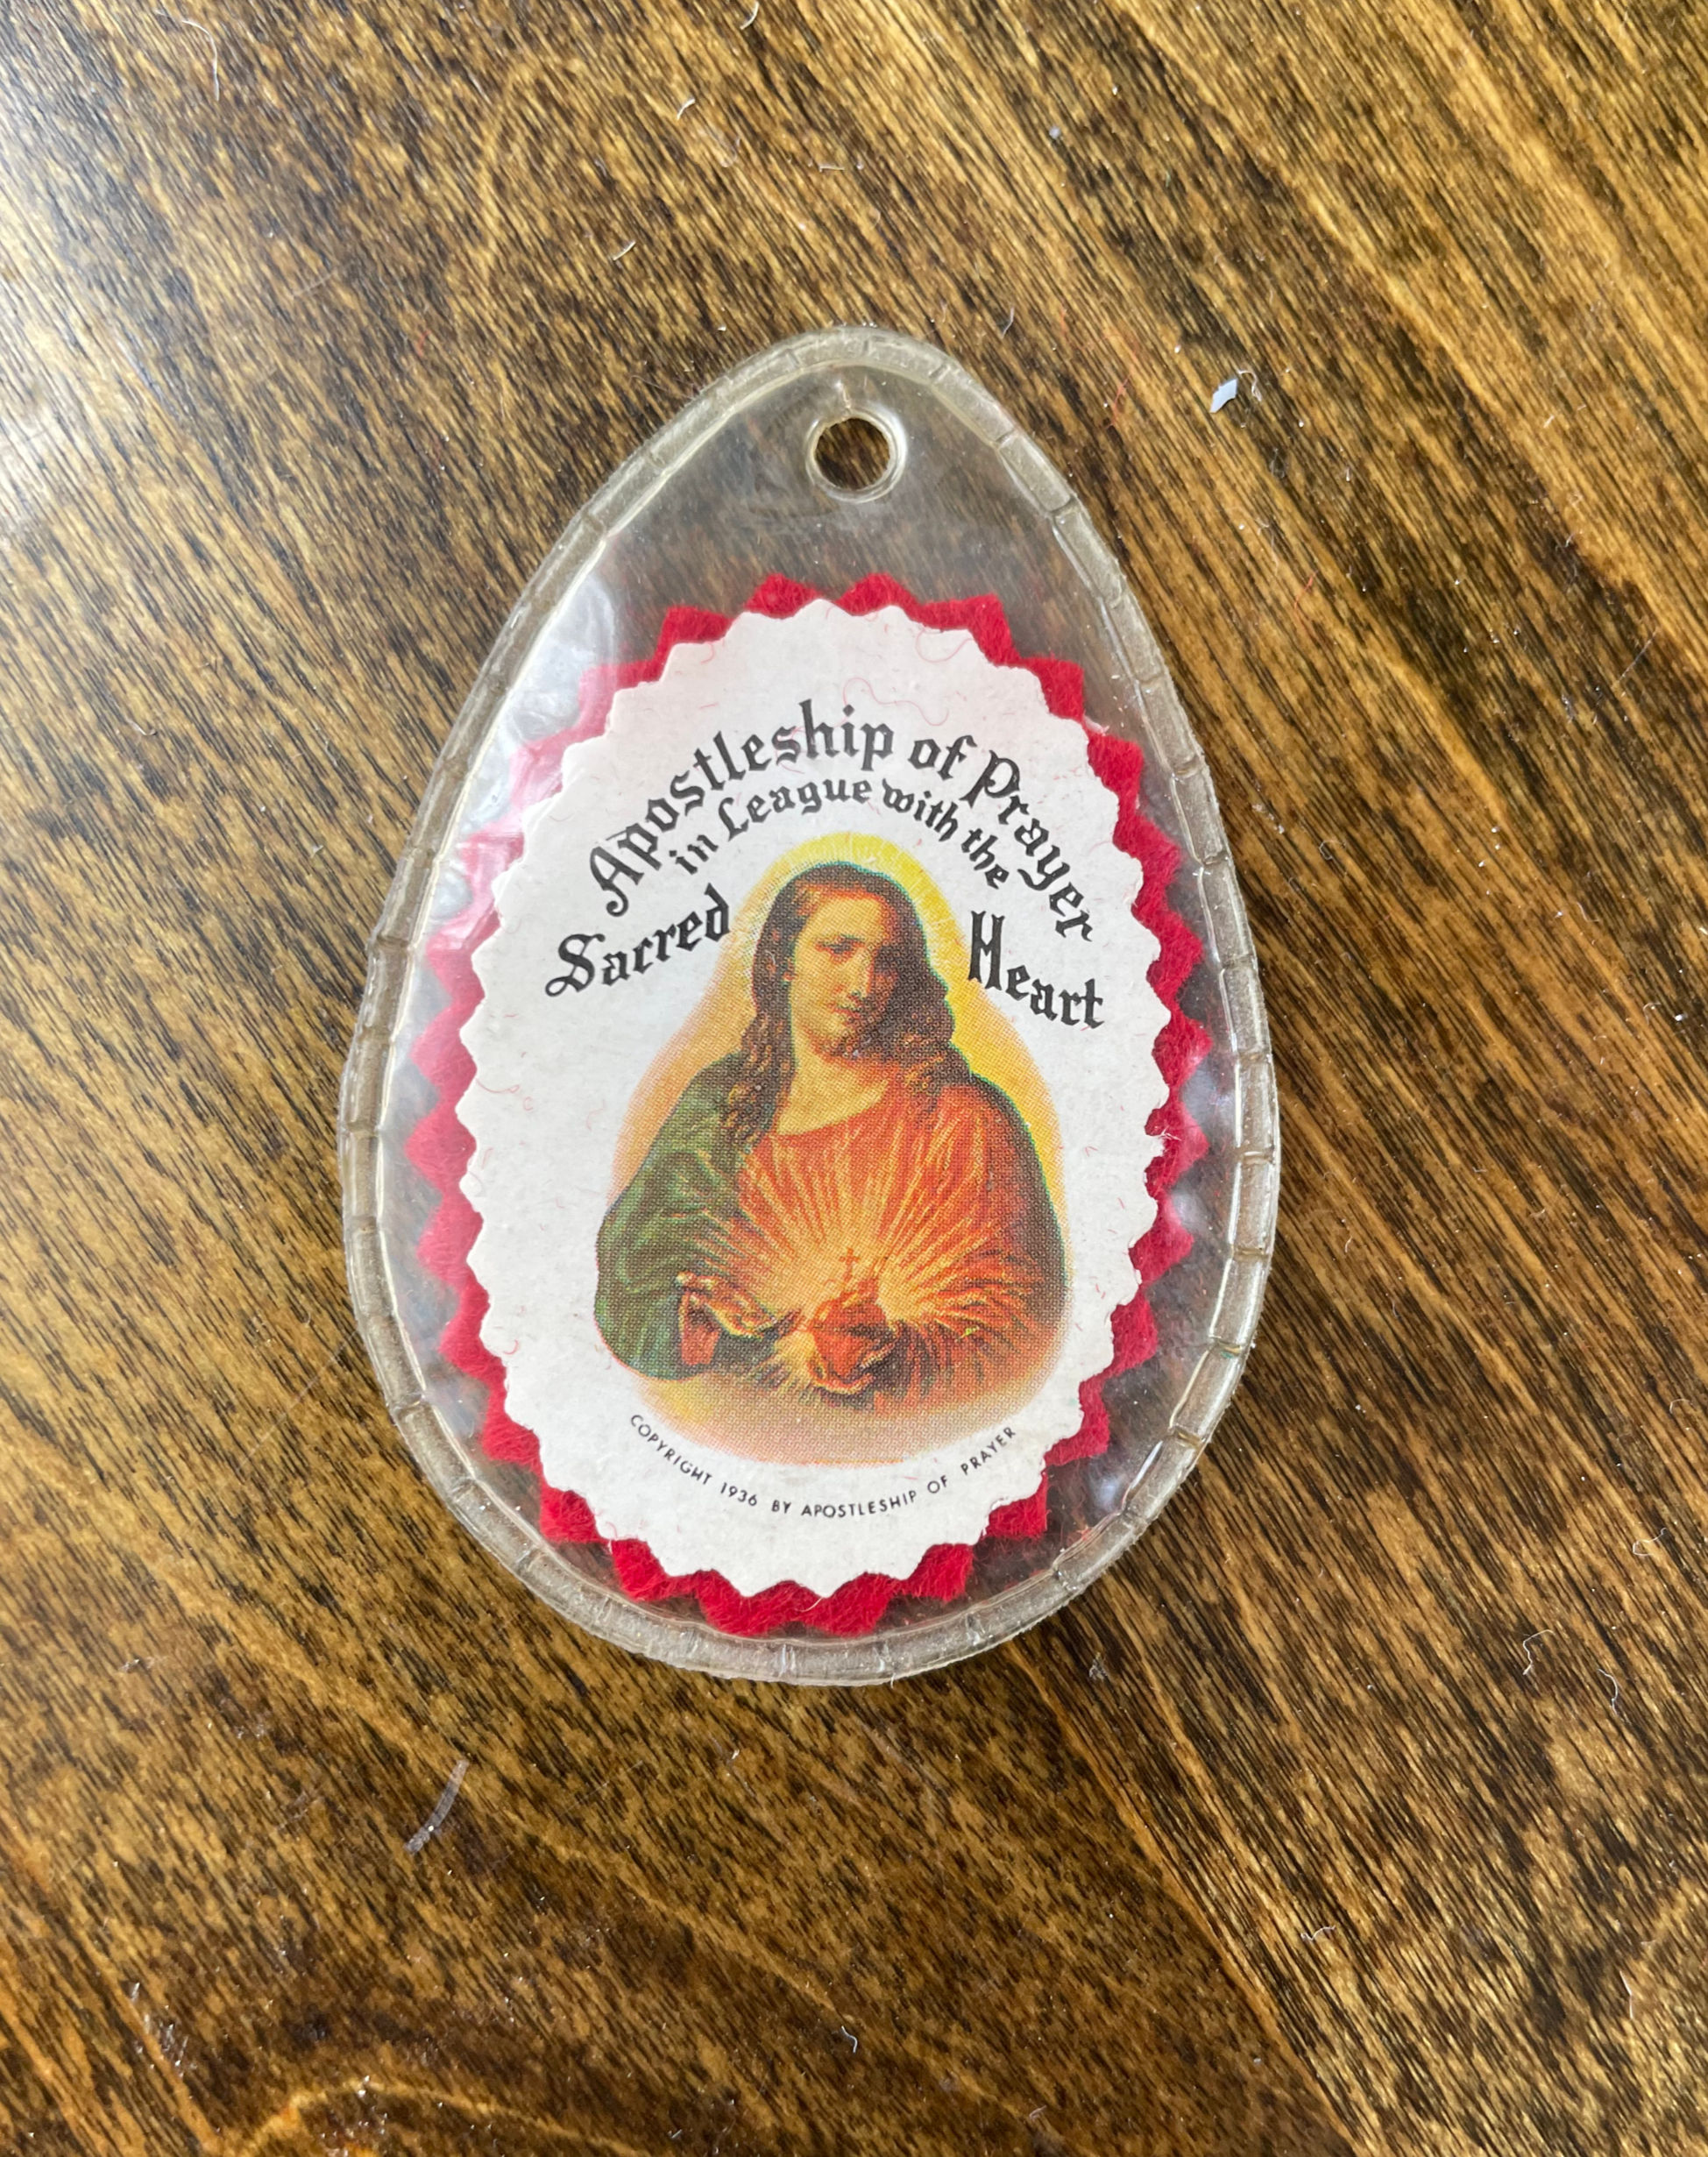 Apostleship of Prayer
in League with the
Sacred Heart
COPYRIGHT 1936 BY APOSTLESHIP OF PRAYER